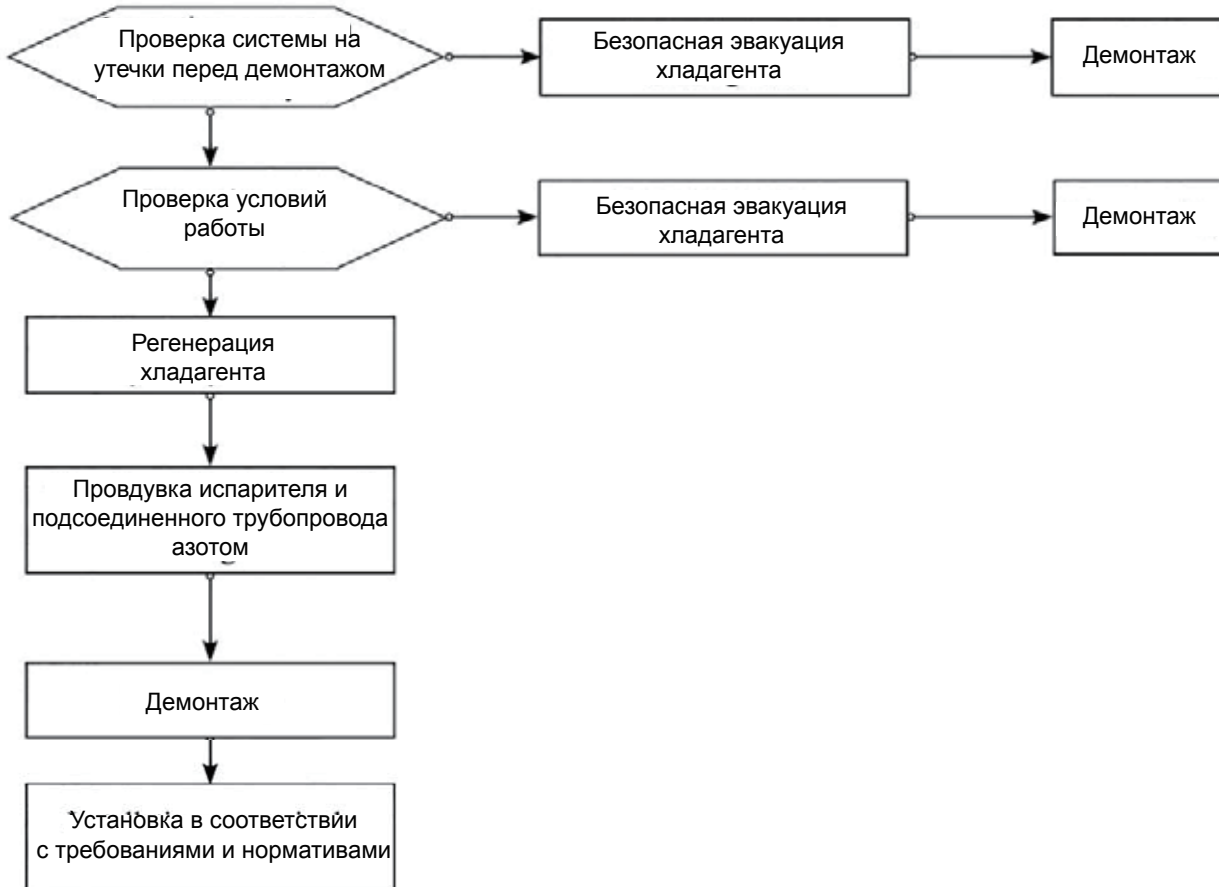 Проверка системы на
утечки перед демонтажом
Безопасная эвакуация
хладагента
Демонтаж
Проверка условий
работы
Безопасная эвакуация
хладагента
Демонтаж
Регенерация
хладагента
Провдувка испарителя и
подсоединенного трубопровода
азотом
Демонтаж
Установка в соответствии
с требованиями и нормативами